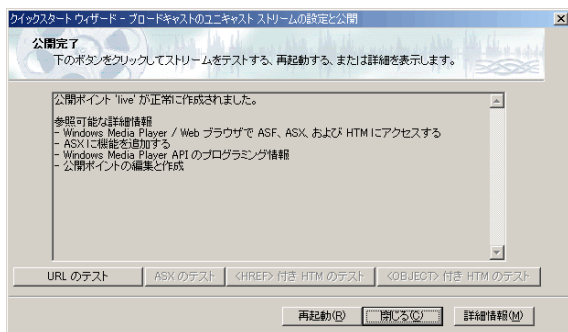 クイックスタート ウィザード - ブロードキャストのユニキャスト ストリームの設定と公開
公開完了
下のボタンをクリックしてストリームをテストする、再起動する、または詳細を表示します。
公開ポイント 'live' が正常に作成されました。
参照可能な詳細情報
- Windows Media Player / Web ブラウザで ASF、ASX、および HTM にアクセスする
- ASX に機能を追加する
- Windows Media Player API のプログラミング情報
- 公開ポイントの編集と作成
URL のテスト
ASX のテスト
<HREF> 付き HTM のテスト
<OBJECT> 付き HTM のテスト
再起動(R)
閉じる(C)
詳細情報(M)